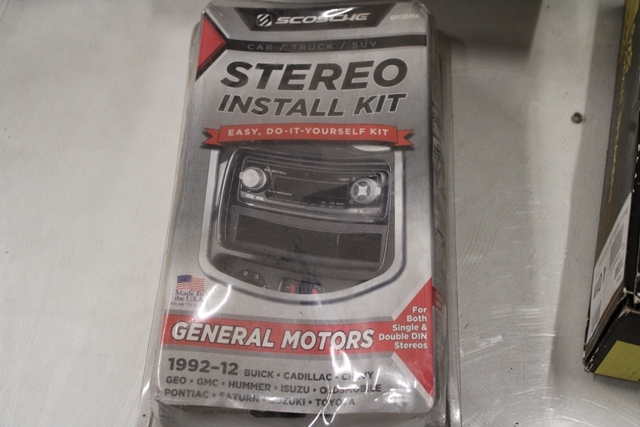 SCOSCHE
CAR / TRUCK / SUV
STEREO
INSTALL KIT
EASY, DO-IT-YOURSELF KIT
Made In
the U.S.A.
For
Both
Single &
Double DIN
Stereos
GENERAL MOTORS
1992-12 BUICK • CADILLAC • CHEVY
GEO • GMC • HUMMER • ISUZU • OLDSMOBILE
PONTIAC • SATURN • SUZUKI • TOYOTA